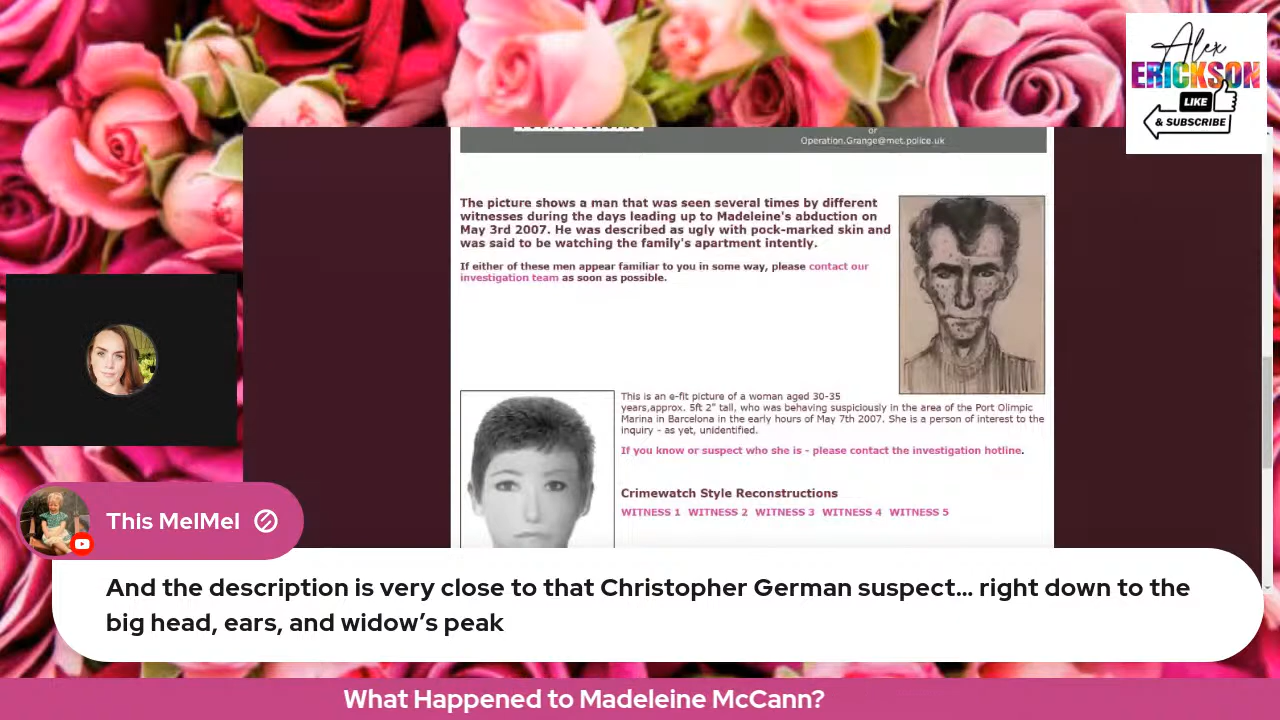 Alex
ERICKSON
LIKE
& SUBSCRIBE
or
Operation.Grange@met.police.uk
The picture shows a man that was seen several times by different
witnesses during the days leading up to Madeleine's abduction on
May 3rd 2007. He was described as ugly with pock-marked skin and
was said to be watching the family's apartment intently.
If either of these men appear familiar to you in some way, please contact our
investigation team as soon as possible.
This is an e-fit picture of a woman aged 30-35
years,approx. 5ft 2" tall, who was behaving suspiciously in the area of the Port Olimpic
Marina in Barcelona in the early hours of May 7th 2007. She is a person of interest to the
inquiry - as yet, unidentified.
If you know or suspect who she is - please contact the investigation hotline.
Crimewatch Style Reconstructions
WITNESS 1 WITNESS 2 WITNESS 3 WITNESS 4 WITNESS 5
This MelMel
And the description is very close to that Christopher German suspect... right down to the
big head, ears, and widow’s peak
What Happened to Madeleine McCann?